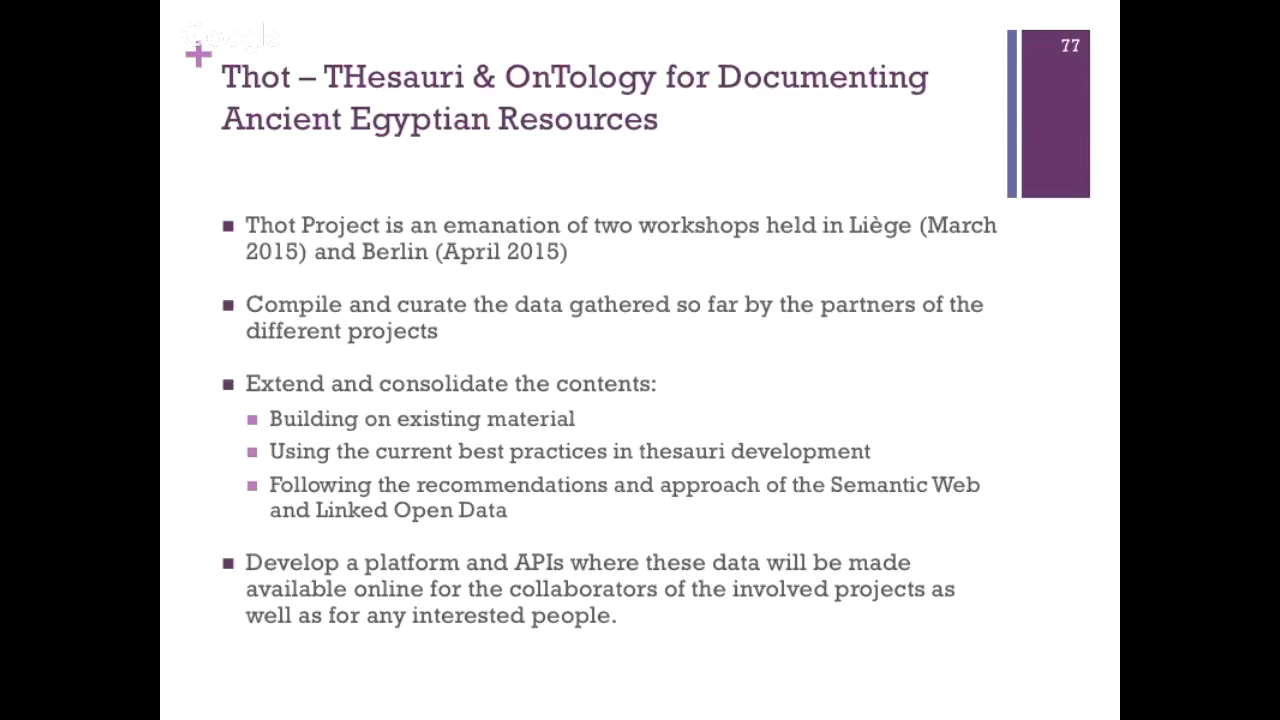 Google
77
Thot – THesauri & OnTology for Documenting
Ancient Egyptian Resources
Thot Project is an emanation of two workshops held in Liège (March
2015) and Berlin (April 2015)
Compile and curate the data gathered so far by the partners of the
different projects
Extend and consolidate the contents:
Building on existing material
Using the current best practices in thesauri development
Following the recommendations and approach of the Semantic Web
and Linked Open Data
Develop a platform and APIs where these data will be made
available online for the collaborators of the involved projects as
well as for any interested people.